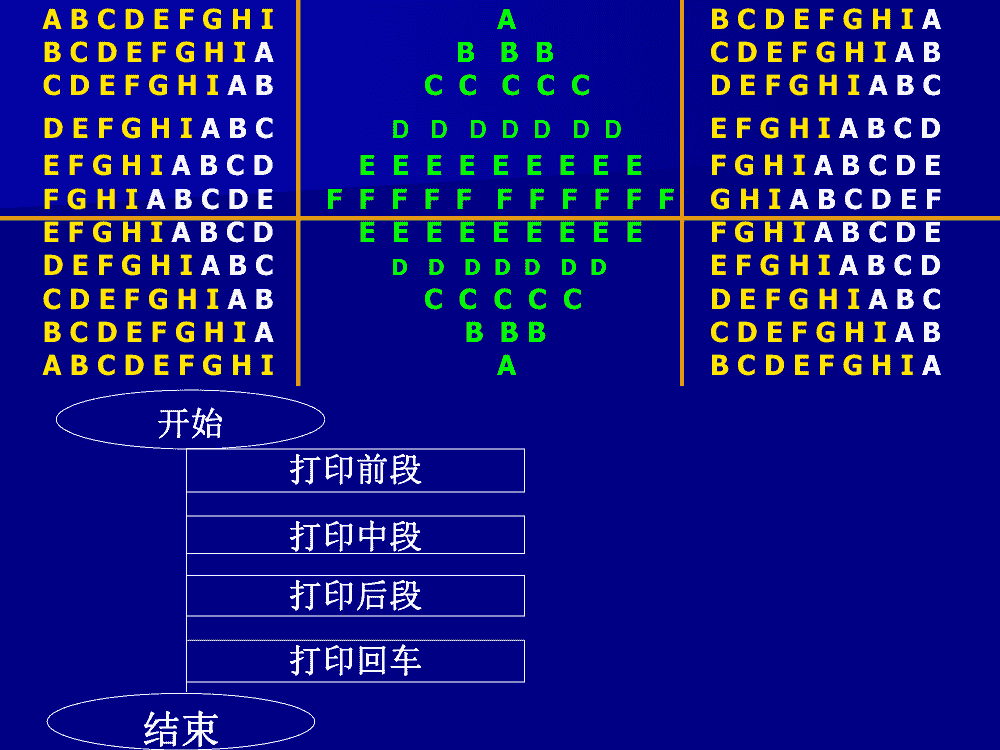 A B C D E F G H I A B C D E F G H I A
B C D E F G H I A B B B C D E F G H I A B
C D E F G H I A B C C C C C D E F G H I A B C
D E F G H I A B C D D D D D D D E F G H I A B C D
E F G H I A B C D E E E E E E E E E F G H I A B C D E
F G H I A B C D E F F F F F F F F F F F G H I A B C D E F
E F G H I A B C D E E E E E E E E E F G H I A B C D E
D E F G H I A B C D D D D D D D E F G H I A B C D
C D E F G H I A B C C C C C D E F G H I A B C
B C D E F G H I A B B B C D E F G H I A B
A B C D E F G H I A B C D E F G H I A
开始
打印前段
打印中段
打印后段
打印回车
结束